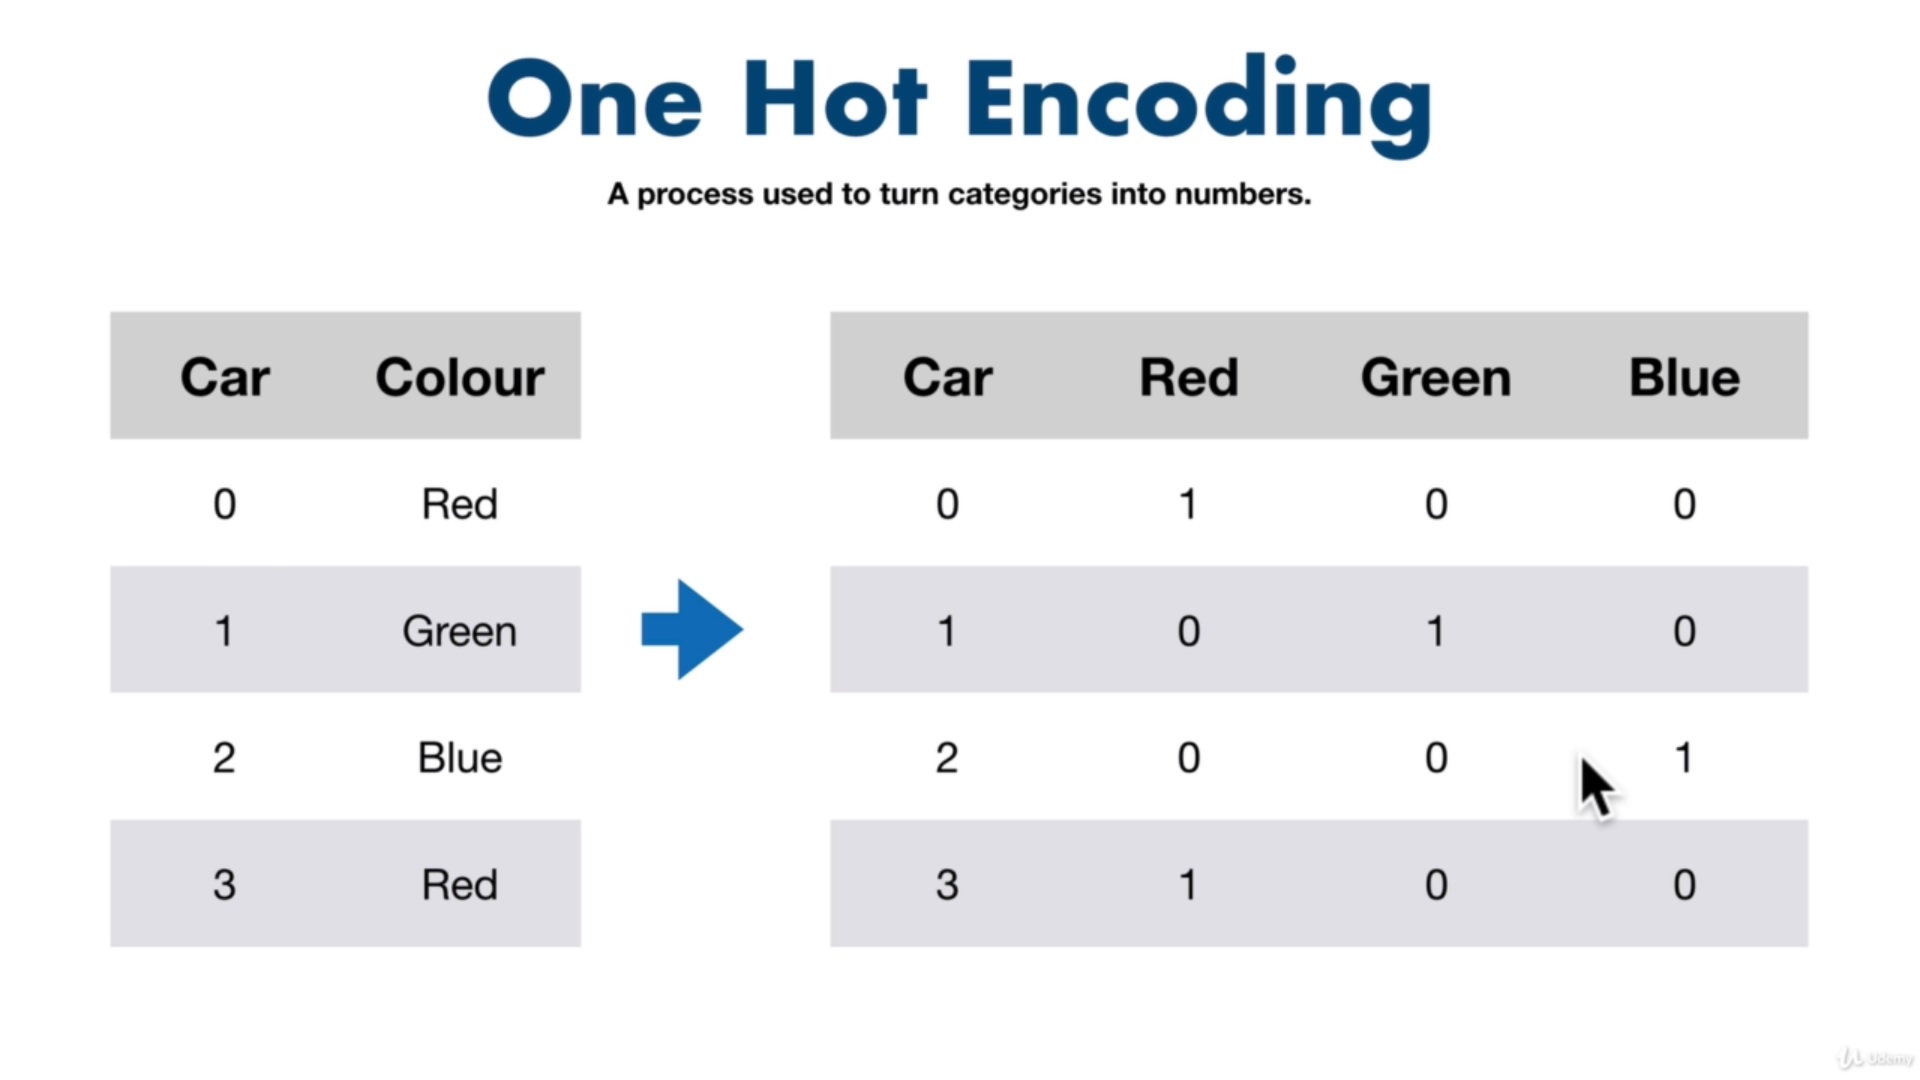 One Hot Encoding
A process used to turn categories into numbers.
Car Colour
0 Red
1 Green
2 Blue
3 Red
Car Red Green Blue
0 1 0 0
1 0 1 0
2 0 0 1
3 1 0 0
Udemy